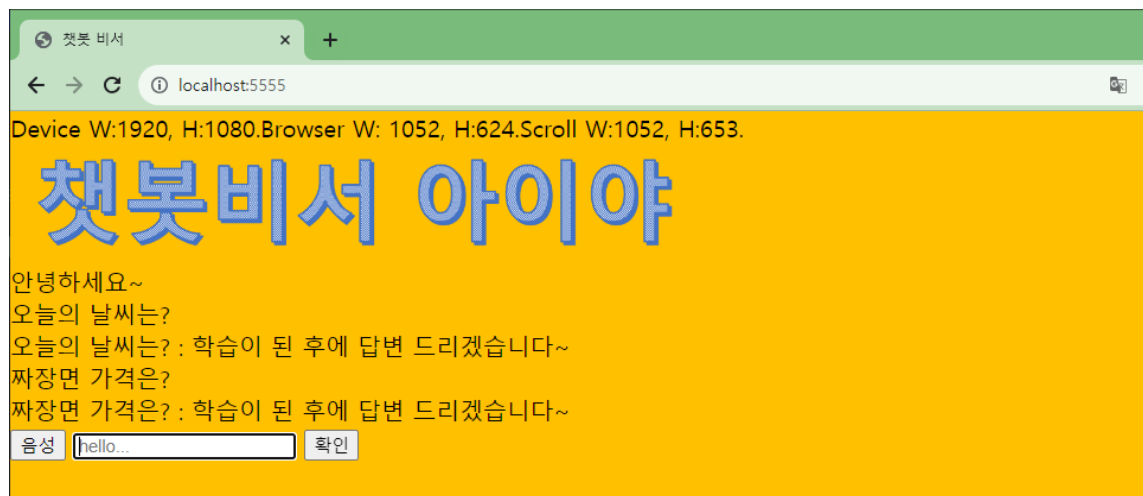 챗봇 비서
localhost:5555
Device W:1920, H:1080.Browser W: 1052, H:624.Scroll W:1052, H:653.
챗봇비서 아이야
안녕하세요~
오늘의 날씨는?
오늘의 날씨는? : 학습이 된 후에 답변 드리겠습니다~
짜장면 가격은?
짜장면 가격은? : 학습이 된 후에 답변 드리겠습니다~
음성 hello... 확인